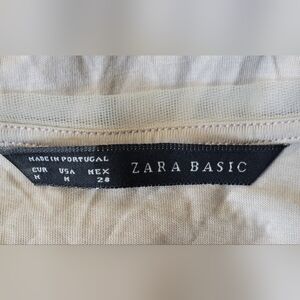 MADE IN PORTUGAL
EUR USA MEX
M M 28
ZARA BASIC